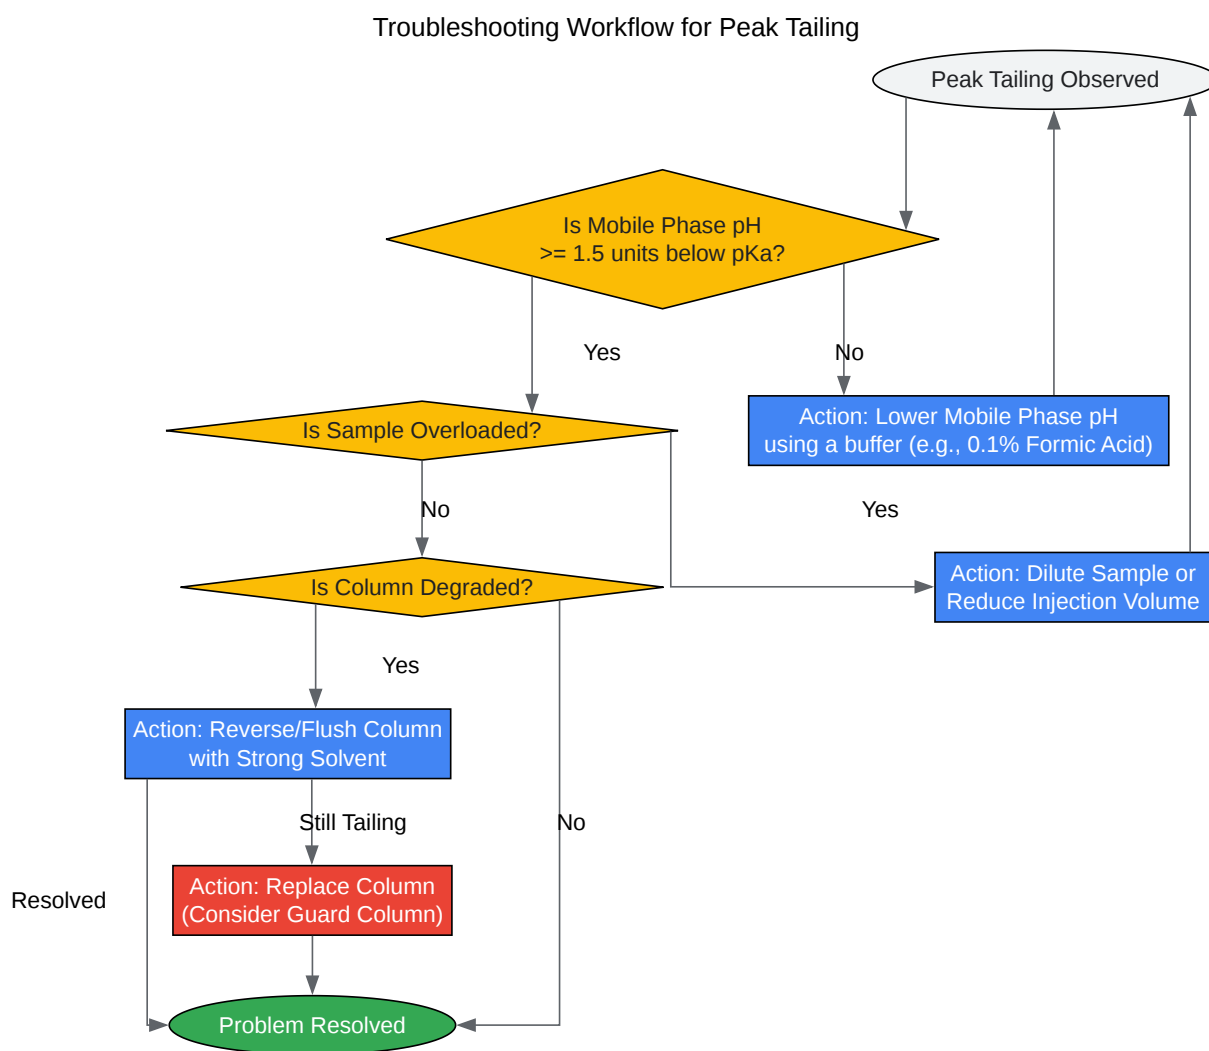 Troubleshooting Workflow for Peak Tailing
Peak Tailing Observed
Is Mobile Phase pH
>= 1.5 units below pKa?
Yes
No
Action: Lower Mobile Phase pH
using a buffer (e.g., 0.1% Formic Acid)
Is Sample Overloaded?
No
Yes
Action: Dilute Sample or
Reduce Injection Volume
Is Column Degraded?
Yes
Action: Reverse/Flush Column
with Strong Solvent
Still Tailing
No
Action: Replace Column
(Consider Guard Column)
Resolved
Problem Resolved